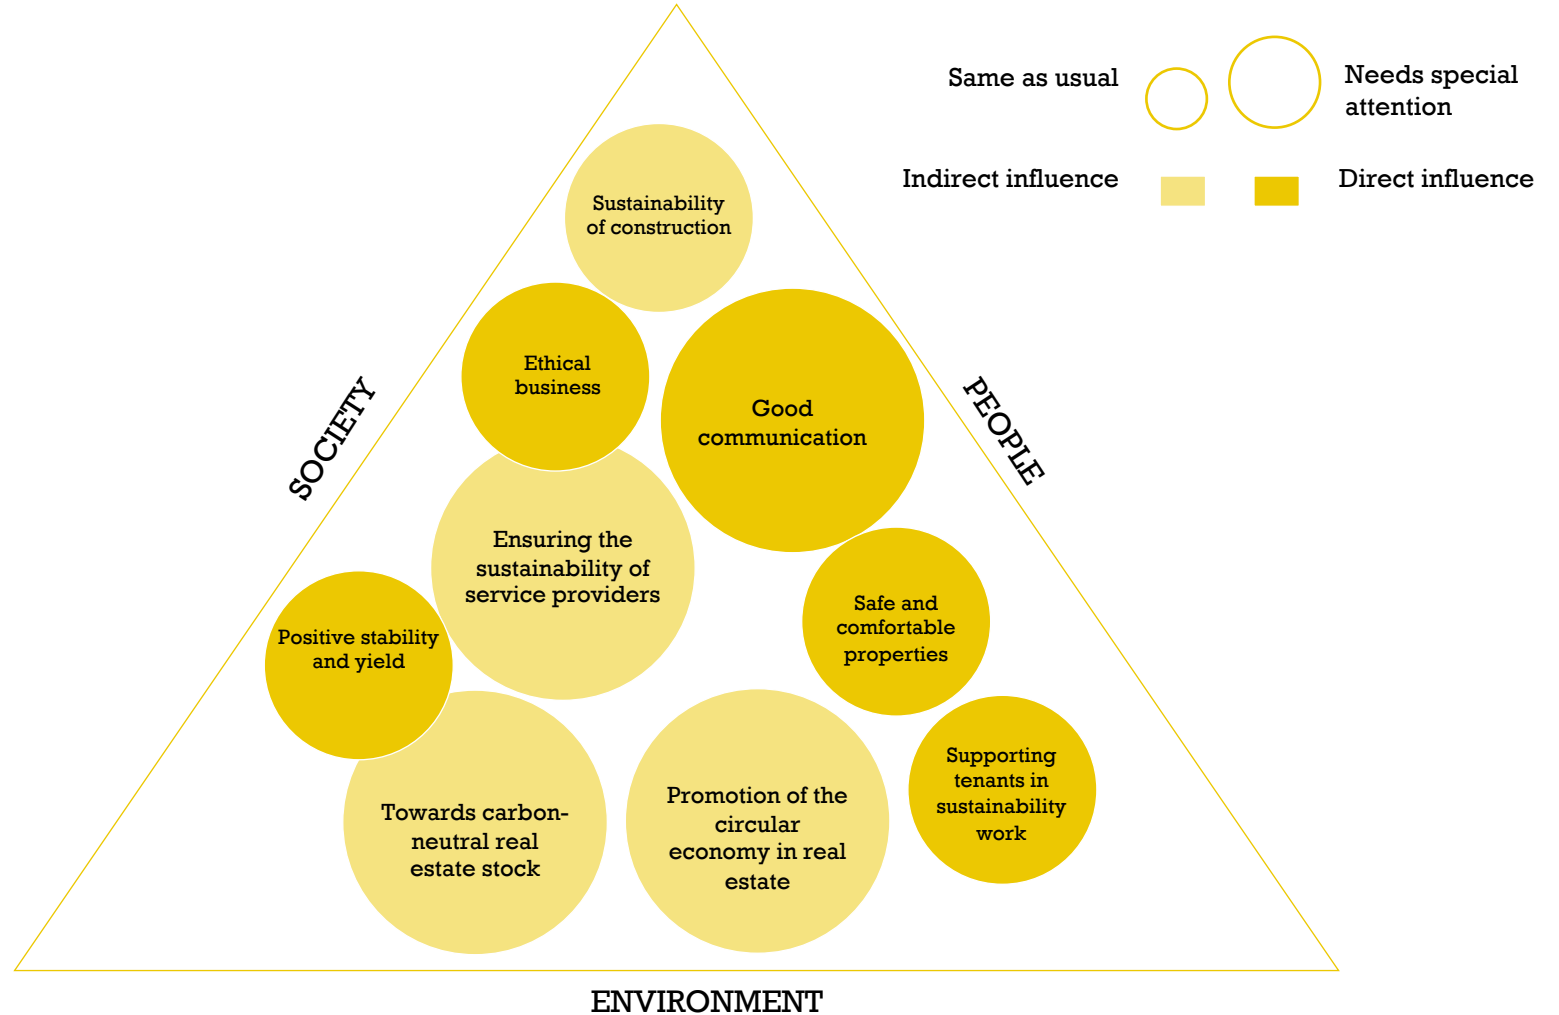 Same as usual
Needs special
attention
Indirect influence
Direct influence
Sustainability
of construction
Ethical
business
Good
communication
SOCIETY
PEOPLE
Ensuring the
sustainability of
service providers
Safe and
comfortable
properties
Positive stability
and yield
Supporting
tenants in
sustainability
work
Towards carbon-
neutral real
estate stock
Promotion of the
circular
economy in real
estate
ENVIRONMENT